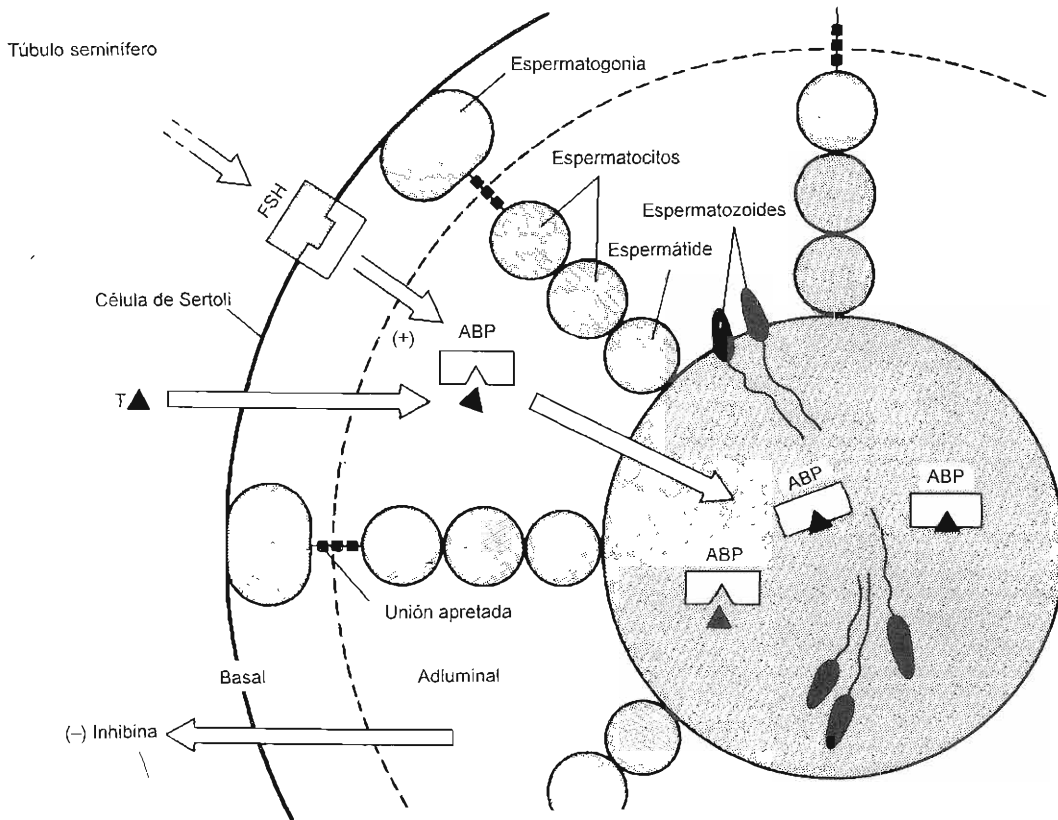 Túbulo seminífero
Espermatogonia
Espermatocitos
Espermatozoides
Espermátide
FSH
Célula de Sertoli
(+)
ABP
T
ABP
ABP
ABP
Unión apretada
Basal
Adluminal
(–) Inhibina